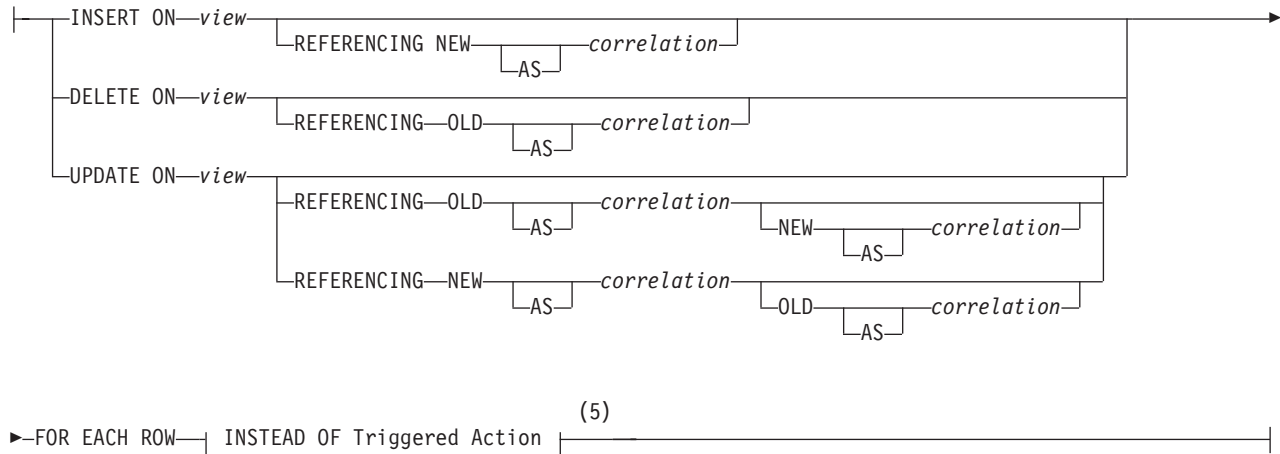 INSERT ON view
REFERENCING NEW correlation
AS
DELETE ON view
REFERENCING OLD correlation
AS
UPDATE ON view
REFERENCING OLD correlation
AS NEW correlation
AS
REFERENCING NEW correlation
AS OLD correlation
AS
(5)
FOR EACH ROW INSTEAD OF Triggered Action